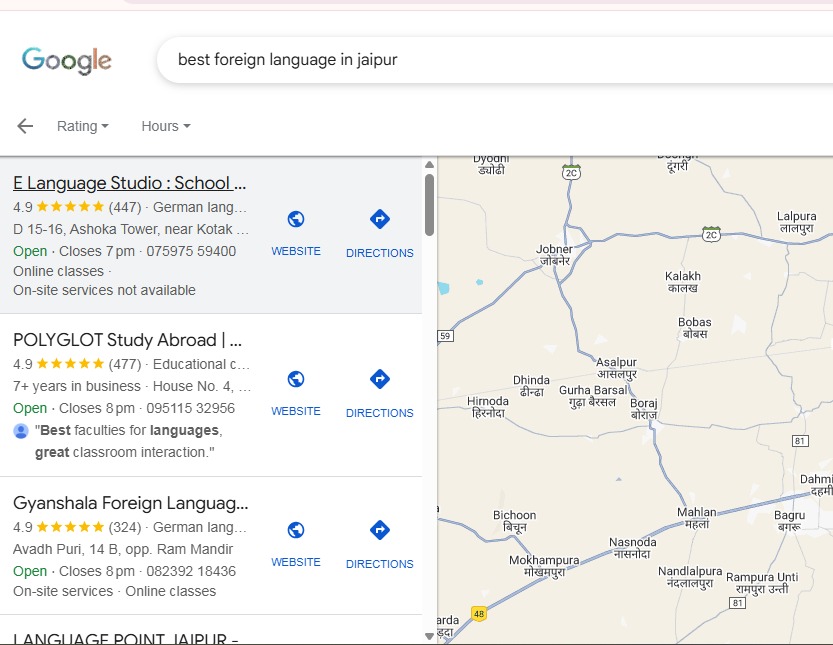 Google
best foreign language in jaipur
Rating
Hours
E Language Studio : School ...
4.9 (447) · German lang...
D 15-16, Ashoka Tower, near Kotak ...
Open · Closes 7 pm · 075975 59400
Online classes ·
On-site services not available
WEBSITE
DIRECTIONS
POLYGLOT Study Abroad | ...
4.9 (477) · Educational c...
7+ years in business · House No. 4, ...
Open · Closes 8 pm · 095115 32956
"Best faculties for languages,
great classroom interaction."
WEBSITE
DIRECTIONS
Gyanshala Foreign Languag...
4.9 (324) · German lang...
Avadh Puri, 14 B, opp. Ram Mandir
Open · Closes 8 pm · 082392 18436
On-site services · Online classes
WEBSITE
DIRECTIONS
LANGUAGE POINT JAIPUR -
Dyodhi
ड्योढी
दूंगरी
2C
Lalpura
लालपुरा
2C
Jobner
जोबनेर
Kalakh
कालख
Bobas
बोबस
59
Asalpur
आसलपुर
Dhinda
ढीन्डा
Gurha Barsal
गुढ़ा बैरसल
Hirnoda
हिरनोदा
Boraj
बोराज
81
Dahmi
दहमी
Bichoon
बिचून
Mahlan
महलां
Bagru
बगरू
Nasnoda
नासनोदा
Mokhampura
मोखमपुरा
Nandlalpura
नंदलालपुरा
Rampura Unti
रामपुरा उन्ती
81
48
arda